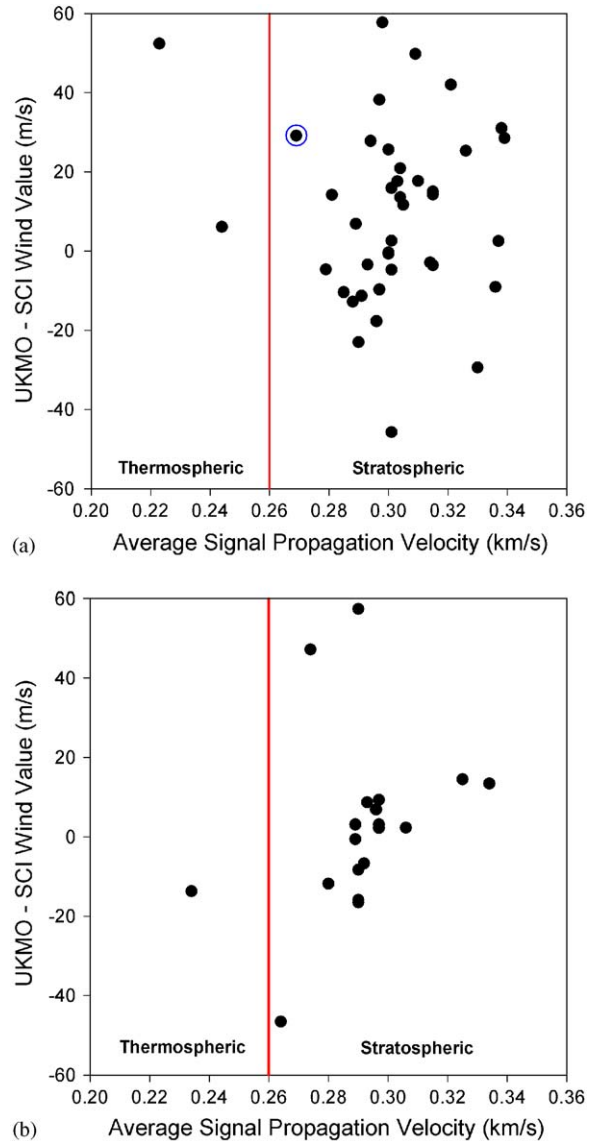 60
40
20
0
-20
-40
-60
UKMO - SCI Wind Value (m/s)
Thermospheric
Stratospheric
0.20 0.22 0.24 0.26 0.28 0.30 0.32 0.34 0.36
(a)
Average Signal Propagation Velocity (km/s)
60
40
20
0
-20
-40
-60
UKMO - SCI Wind Value (m/s)
Thermospheric
Stratospheric
0.20 0.22 0.24 0.26 0.28 0.30 0.32 0.34 0.36
(b)
Average Signal Propagation Velocity (km/s)